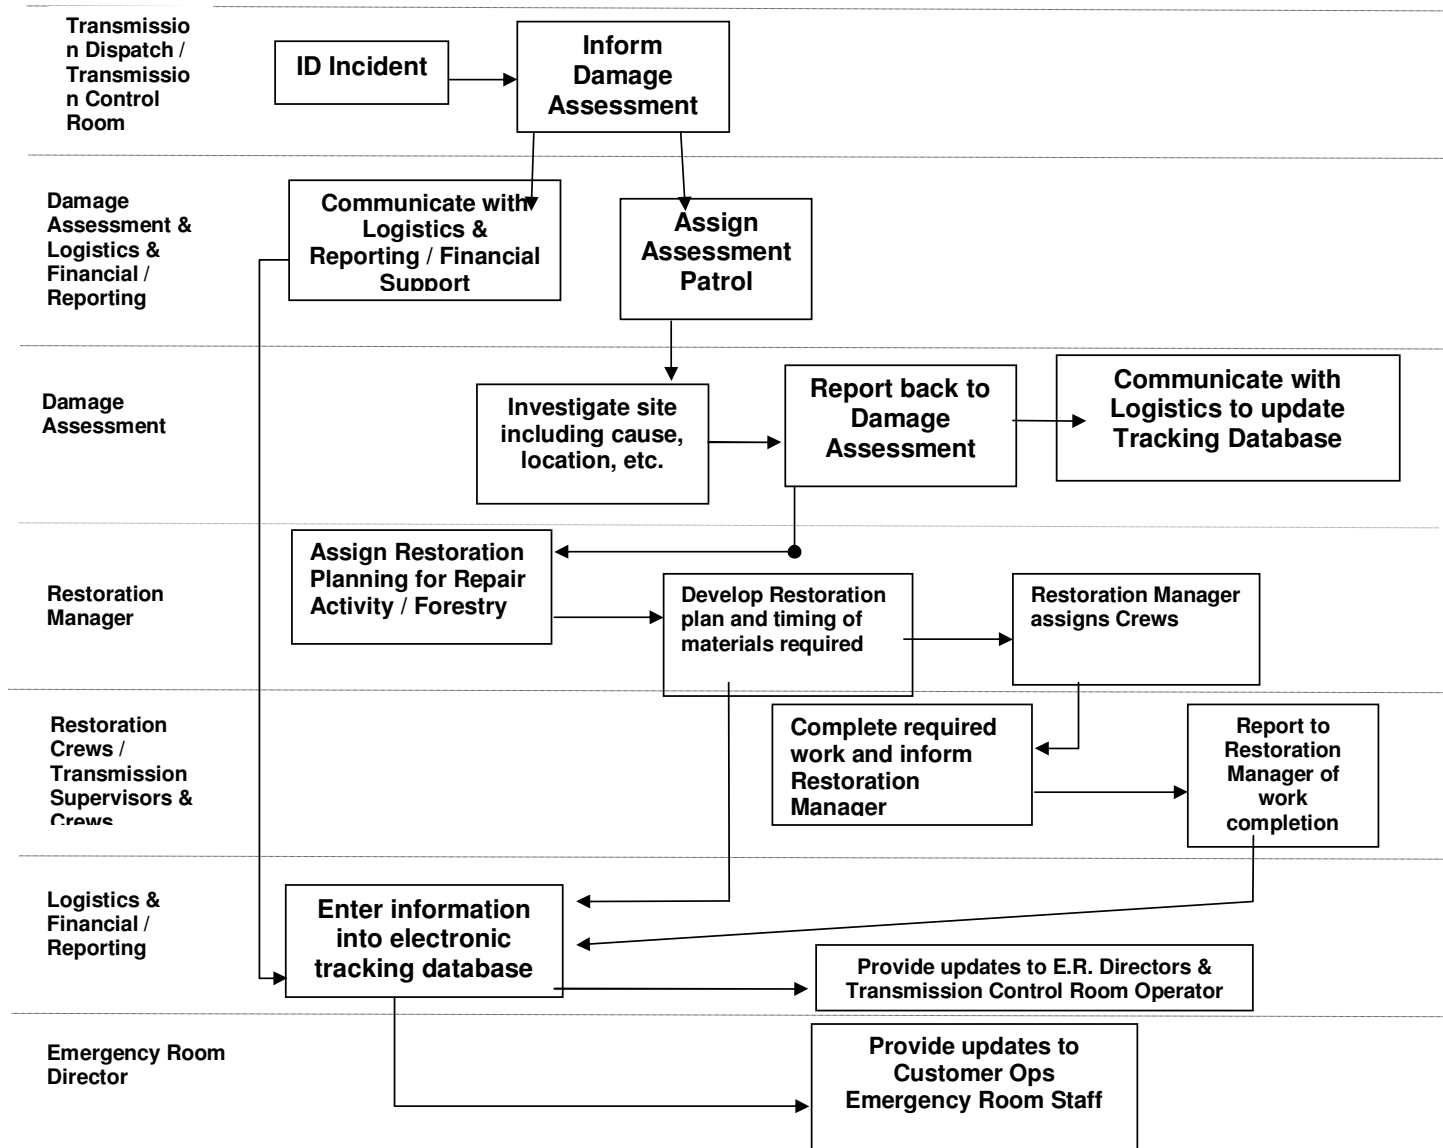 Transmissio
n Dispatch /
Transmissio
n Control
Room
ID Incident
Inform
Damage
Assessment
Damage
Assessment &
Logistics &
Financial /
Reporting
Communicate with
Logistics &
Reporting / Financial
Support
Assign
Assessment
Patrol
Damage
Assessment
Investigate site
including cause,
location, etc.
Report back to
Damage
Assessment
Communicate with
Logistics to update
Tracking Database
Restoration
Manager
Assign Restoration
Planning for Repair
Activity / Forestry
Develop Restoration
plan and timing of
materials required
Restoration Manager
assigns Crews
Restoration
Crews /
Transmission
Supervisors &
Crews
Complete required
work and inform
Restoration
Manager
Report to
Restoration
Manager of
work
completion
Logistics &
Financial /
Reporting
Enter information
into electronic
tracking database
Provide updates to E.R. Directors &
Transmission Control Room Operator
Emergency Room
Director
Provide updates to
Customer Ops
Emergency Room Staff